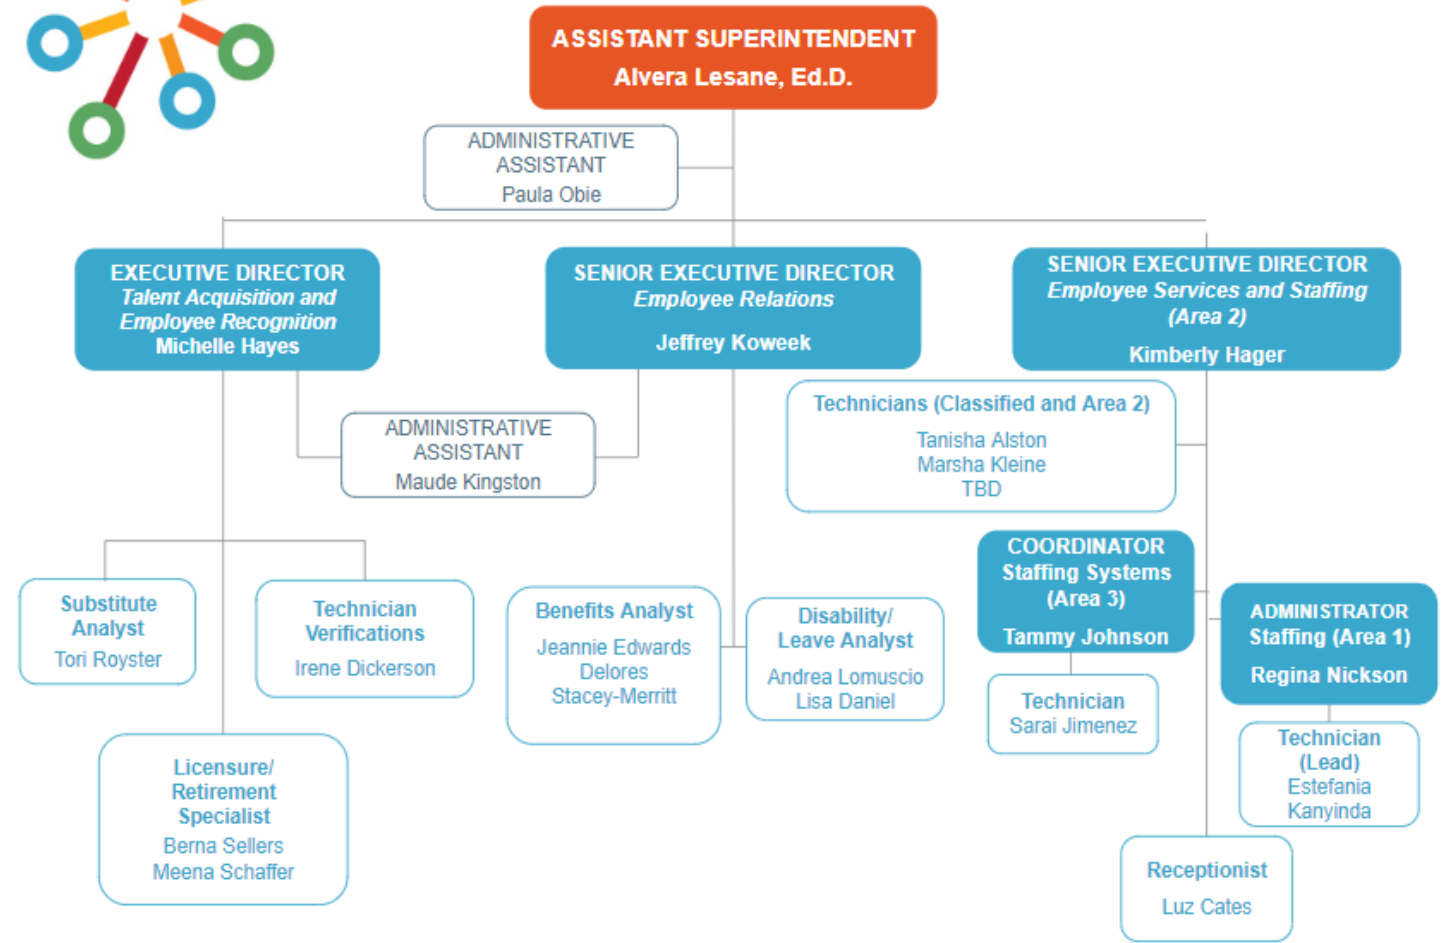 ASSISTANT SUPERINTENDENT
Alvera Lesane, Ed.D.
ADMINISTRATIVE
ASSISTANT
Paula Obie
EXECUTIVE DIRECTOR
Talent Acquisition and
Employee Recognition
Michelle Hayes
SENIOR EXECUTIVE DIRECTOR
Employee Relations
Jeffrey Koweek
SENIOR EXECUTIVE DIRECTOR
Employee Services and Staffing
(Area 2)
Kimberly Hager
ADMINISTRATIVE
ASSISTANT
Maude Kingston
Technicians (Classified and Area 2)
Tanisha Alston
Marsha Kleine
TBD
Substitute
Analyst
Tori Royster
Technician
Verifications
Irene Dickerson
Licensure/
Retirement
Specialist
Berna Sellers
Meena Schaffer
Benefits Analyst
Jeannie Edwards
Delores
Stacey-Merritt
Disability/
Leave Analyst
Andrea Lomuscio
Lisa Daniel
COORDINATOR
Staffing Systems
(Area 3)
Tammy Johnson
Technician
Sarai Jimenez
ADMINISTRATOR
Staffing (Area 1)
Regina Nickson
Technician
(Lead)
Estefania
Kanyinda
Receptionist
Luz Cates